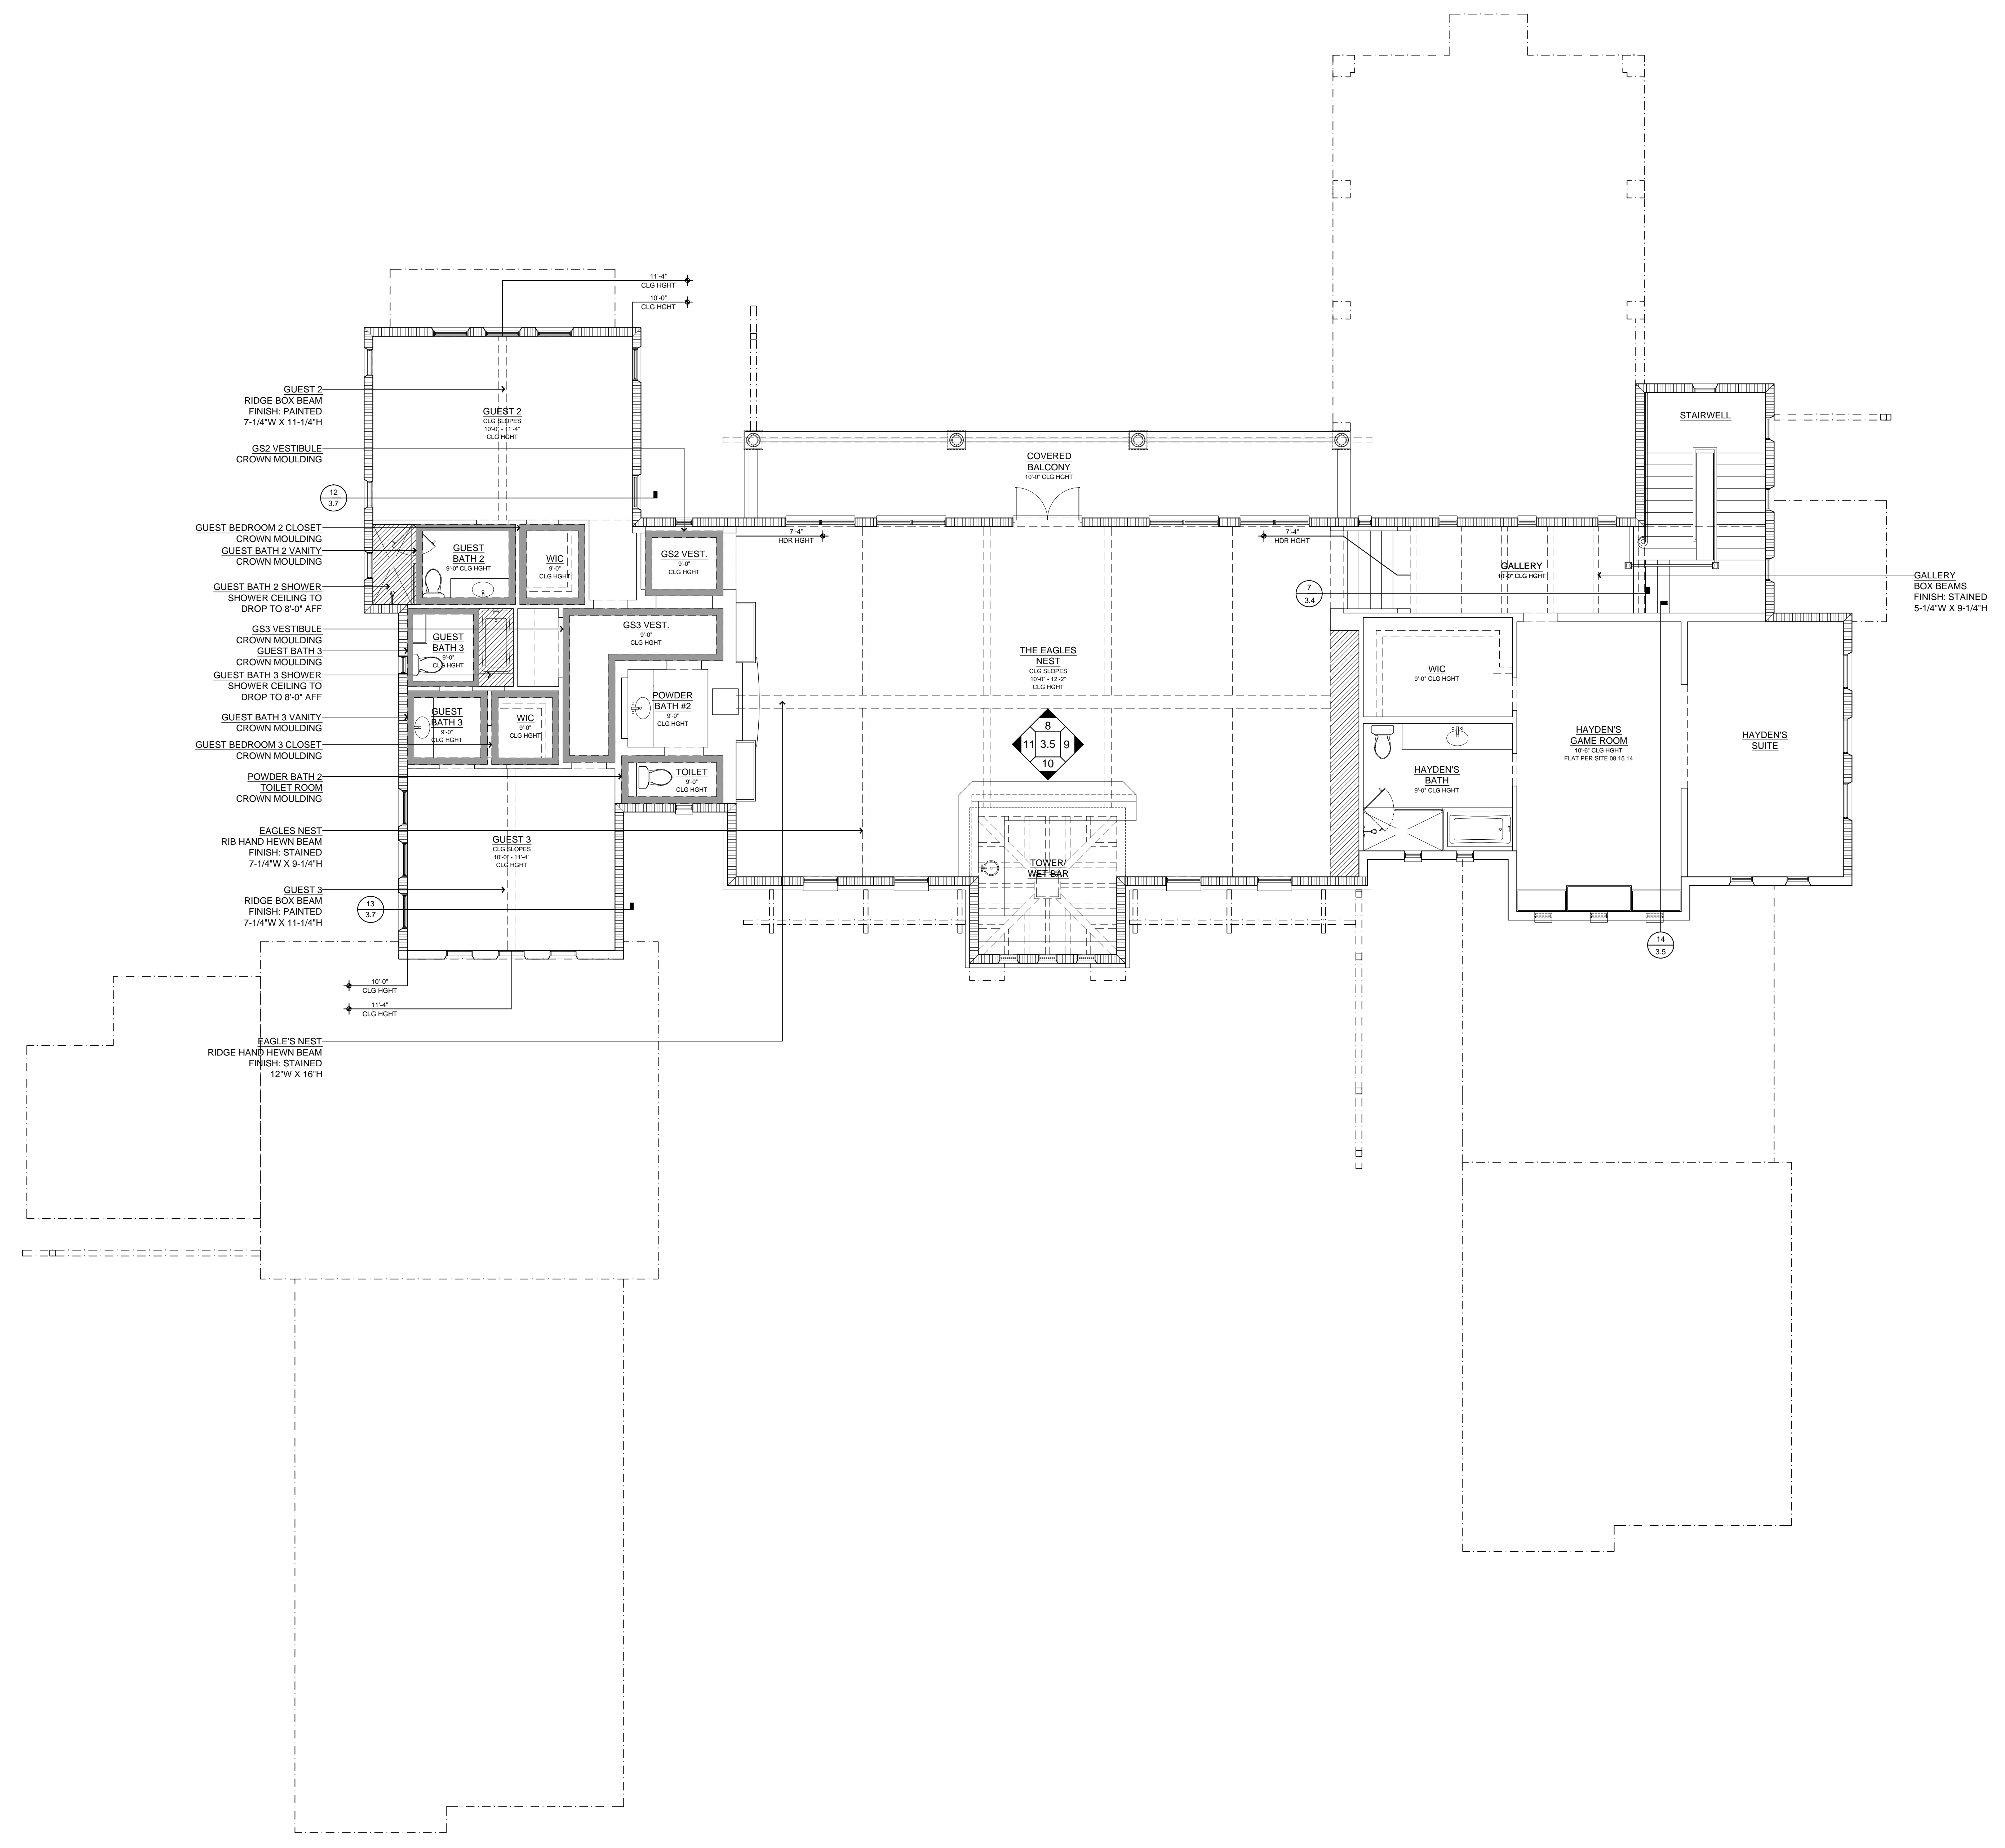 11'-4"
CLG HGHT
10'-0"
CLG HGHT
GUEST 2
RIDGE BOX BEAM
FINISH: PAINTED
7-1/4"W X 11-1/4"H
GS2 VESTIBULE
CROWN MOULDING
12
3.7
GUEST BEDROOM 2 CLOSET
CROWN MOULDING
GUEST BATH 2 VANITY
CROWN MOULDING
GUEST BATH 2 SHOWER
SHOWER CEILING TO
DROP TO 8'-0" AFF
GS3 VESTIBULE
CROWN MOULDING
GUEST BATH 3
CROWN MOULDING
GUEST BATH 3 SHOWER
SHOWER CEILING TO
DROP TO 8'-0" AFF
GUEST BATH 3 VANITY
CROWN MOULDING
GUEST BEDROOM 3 CLOSET
CROWN MOULDING
POWDER BATH 2
TOILET ROOM
CROWN MOULDING
EAGLES NEST
RIB HAND HEWN BEAM
FINISH: STAINED
7-1/4"W X 9-1/4"H
GUEST 3
RIDGE BOX BEAM
FINISH: PAINTED
7-1/4"W X 11-1/4"H
13
3.7
10'-0"
CLG HGHT
11'-4"
CLG HGHT
EAGLE'S NEST
RIDGE HAND HEWN BEAM
FINISH: STAINED
12"W X 16"H
GUEST 2
CLG SLOPES
10'-0" - 11'-4"
CLG HGHT
GUEST
BATH 2
9'-0" CLG HGHT
WIC
9'-0"
CLG HGHT
GS2 VEST.
9'-0"
CLG HGHT
GUEST
BATH 3
9'-0"
CLG HGHT
GS3 VEST.
9'-0"
CLG HGHT
GUEST
BATH 3
9'-0"
CLG HGHT
WIC
9'-0"
CLG HGHT
POWDER
BATH #2
9'-0"
CLG HGHT
TOILET
9'-0"
CLG HGHT
GUEST 3
CLG SLOPES
10'-0" - 11'-4"
CLG HGHT
COVERED
BALCONY
10'-0" CLG HGHT
7'-4"
HDR HGHT
7'-4"
HDR HGHT
THE EAGLES
NEST
CLG SLOPES
10'-0" - 12'-2"
CLG HGHT
8
11 3.5 9
10
TOWER/
WET BAR
7
3.4
STAIRWELL
GALLERY
10'-0" CLG HGHT
GALLERY
BOX BEAMS
FINISH: STAINED
5-1/4"W X 9-1/4"H
WIC
9'-0" CLG HGHT
HAYDEN'S
BATH
9'-0" CLG HGHT
HAYDEN'S
GAME ROOM
10'-6" CLG HGHT
FLAT PER SITE 08.15.14
HAYDEN'S
SUITE
14
3.5